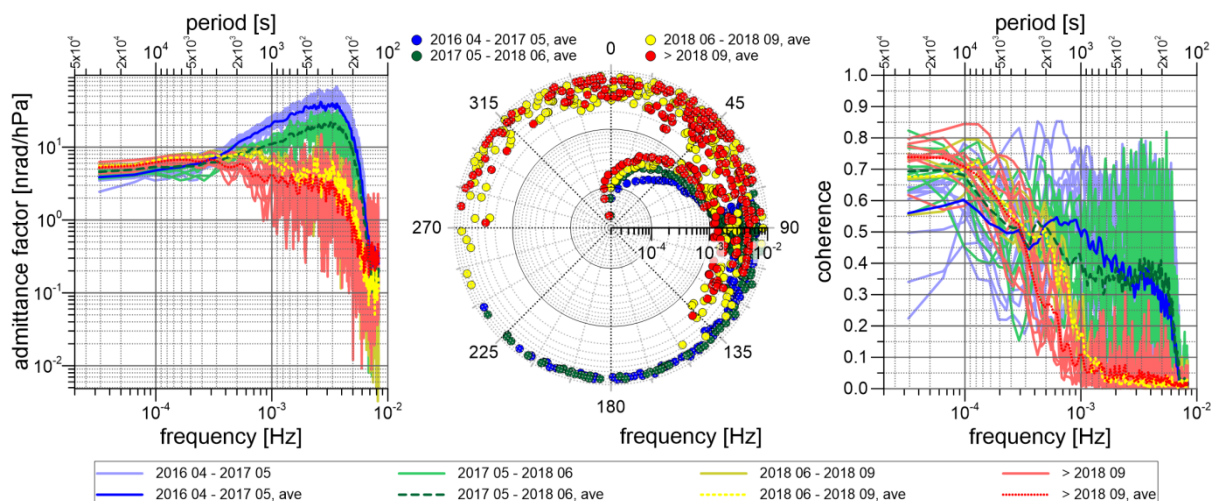 period [s]
5x10⁴
2x10⁴
10⁴
5x10³
2x10³
10³
5x10²
2x10²
10²
admittance factor [nrad/hPa]
10¹
10⁰
10⁻¹
10⁻²
10⁻⁴
10⁻³
10⁻²
frequency [Hz]
2016 04 - 2017 05, ave
2017 05 - 2018 06, ave
2018 06 - 2018 09, ave
> 2018 09, ave
0
45
90
135
180
225
270
315
10⁻⁴
10⁻³
10⁻²
frequency [Hz]
period [s]
5x10⁴
2x10⁴
10⁴
5x10³
2x10³
10³
5x10²
2x10²
10²
coherence
1.0
0.9
0.8
0.7
0.6
0.5
0.4
0.3
0.2
0.1
0.0
10⁻⁴
10⁻³
10⁻²
frequency [Hz]
2016 04 - 2017 05
2017 05 - 2018 06
2018 06 - 2018 09
> 2018 09
2016 04 - 2017 05, ave
2017 05 - 2018 06, ave
2018 06 - 2018 09, ave
> 2018 09, ave